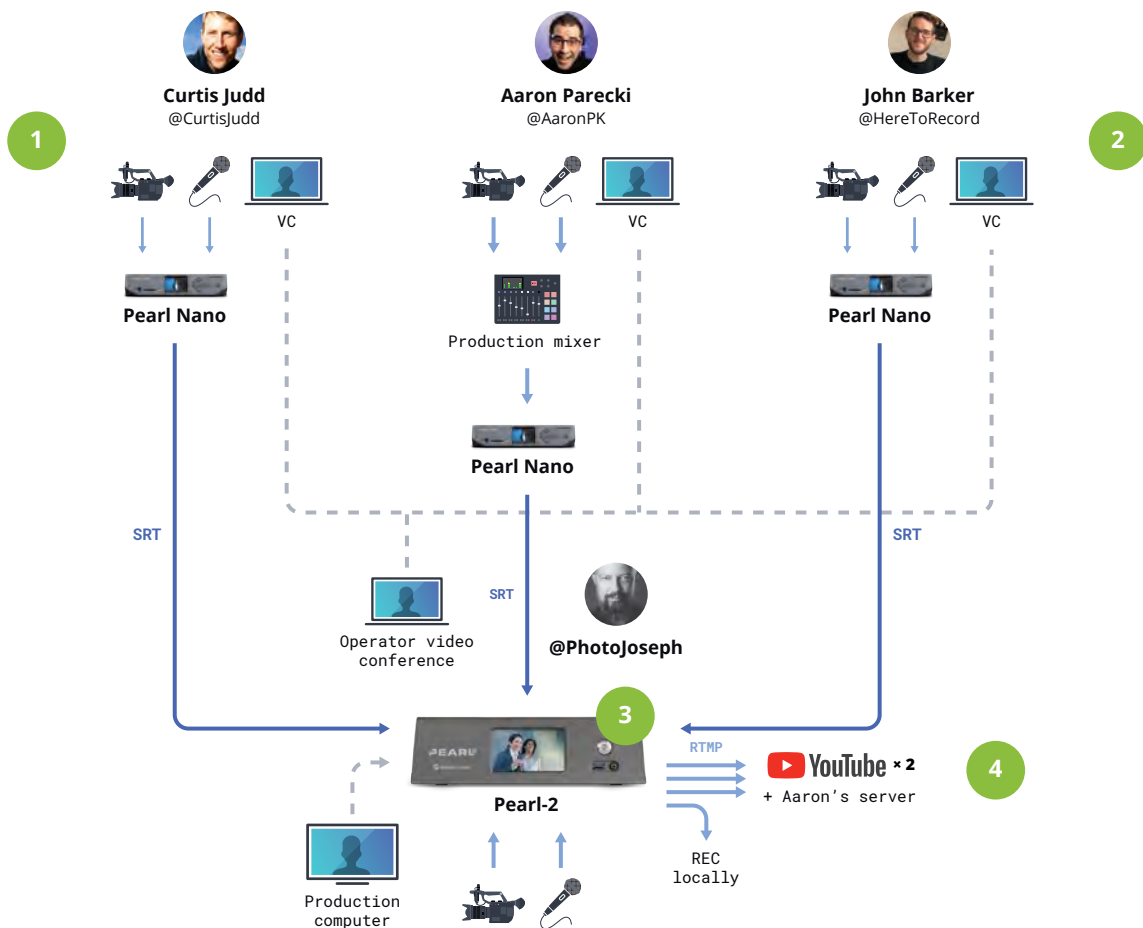 Curtis Judd
@CurtisJudd
Aaron Parecki
@AaronPK
John Barker
@HereToRecord
1
2
VC
VC
VC
Pearl Nano
Production mixer
Pearl Nano
Pearl Nano
SRT
SRT
SRT
Operator video
conference
@PhotoJoseph
3
PEARL
Pearl-2
RTMP
YouTube × 2
+ Aaron’s server
4
REC
locally
Production
computer